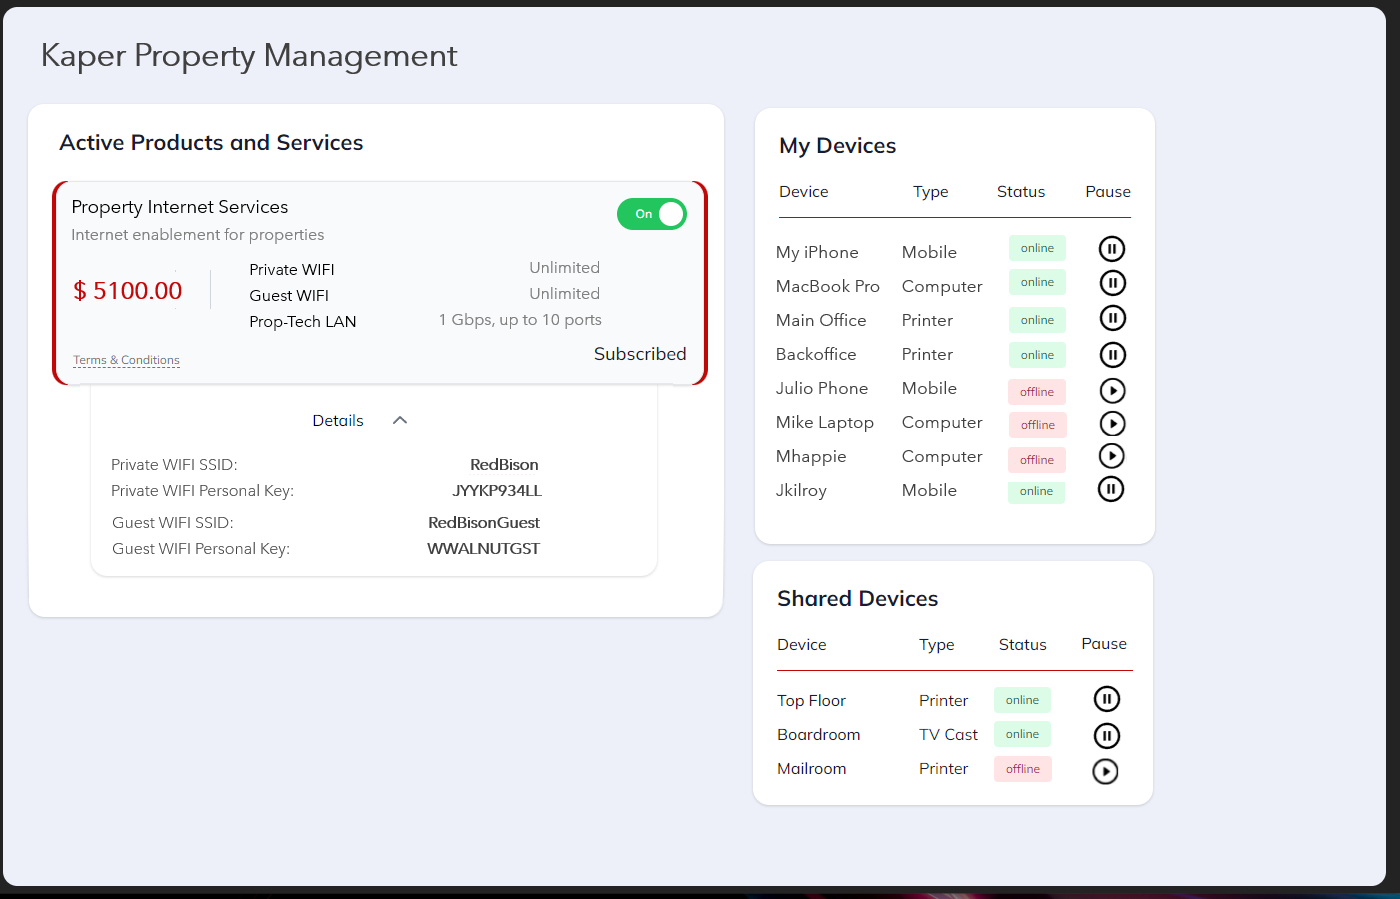 Kaper Property Management
Active Products and Services
Property Internet Services
On
Internet enablement for properties
$ 5100.00
Private WIFI Unlimited
Guest WIFI Unlimited
Prop-Tech LAN 1 Gbps, up to 10 ports
Terms & Conditions
Subscribed
Details
Private WIFI SSID: RedBison
Private WIFI Personal Key: JYYKP934LL
Guest WIFI SSID: RedBisonGuest
Guest WIFI Personal Key: WWALNUTGST
My Devices
Device Type Status Pause
My iPhone Mobile online
MacBook Pro Computer online
Main Office Printer online
Backoffice Printer online
Julio Phone Mobile offline
Mike Laptop Computer offline
Mhappie Computer offline
Jkilroy Mobile online
Shared Devices
Device Type Status Pause
Top Floor Printer online
Boardroom TV Cast online
Mailroom Printer offline